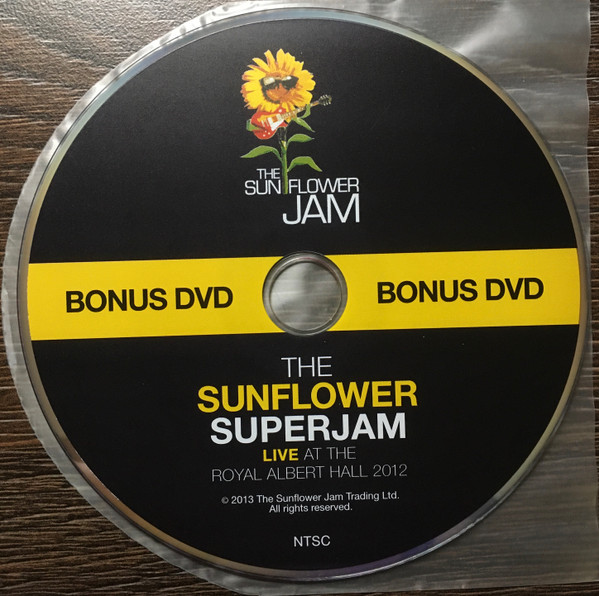 THE
SUNFLOWER
JAM
BONUS DVD
BONUS DVD
THE
SUNFLOWER
SUPERJAM
LIVE AT THE
ROYAL ALBERT HALL 2012
© 2013 The Sunflower Jam Trading Ltd.
All rights reserved.
NTSC